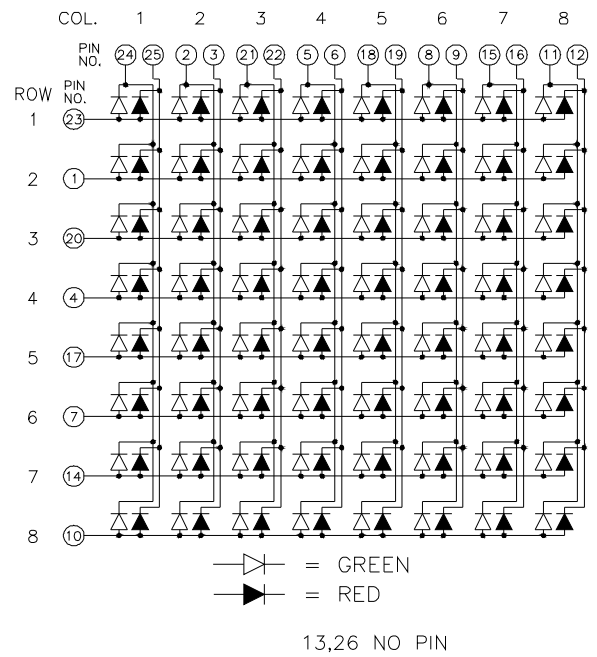 COL. 1 2 3 4 5 6 7 8
PIN NO. 24 25 2 3 21 22 5 6 18 19 8 9 15 16 11 12
ROW PIN NO.
1 23
2 1
3 20
4 4
5 17
6 7
7 14
8 10
= GREEN
= RED
13,26 NO PIN